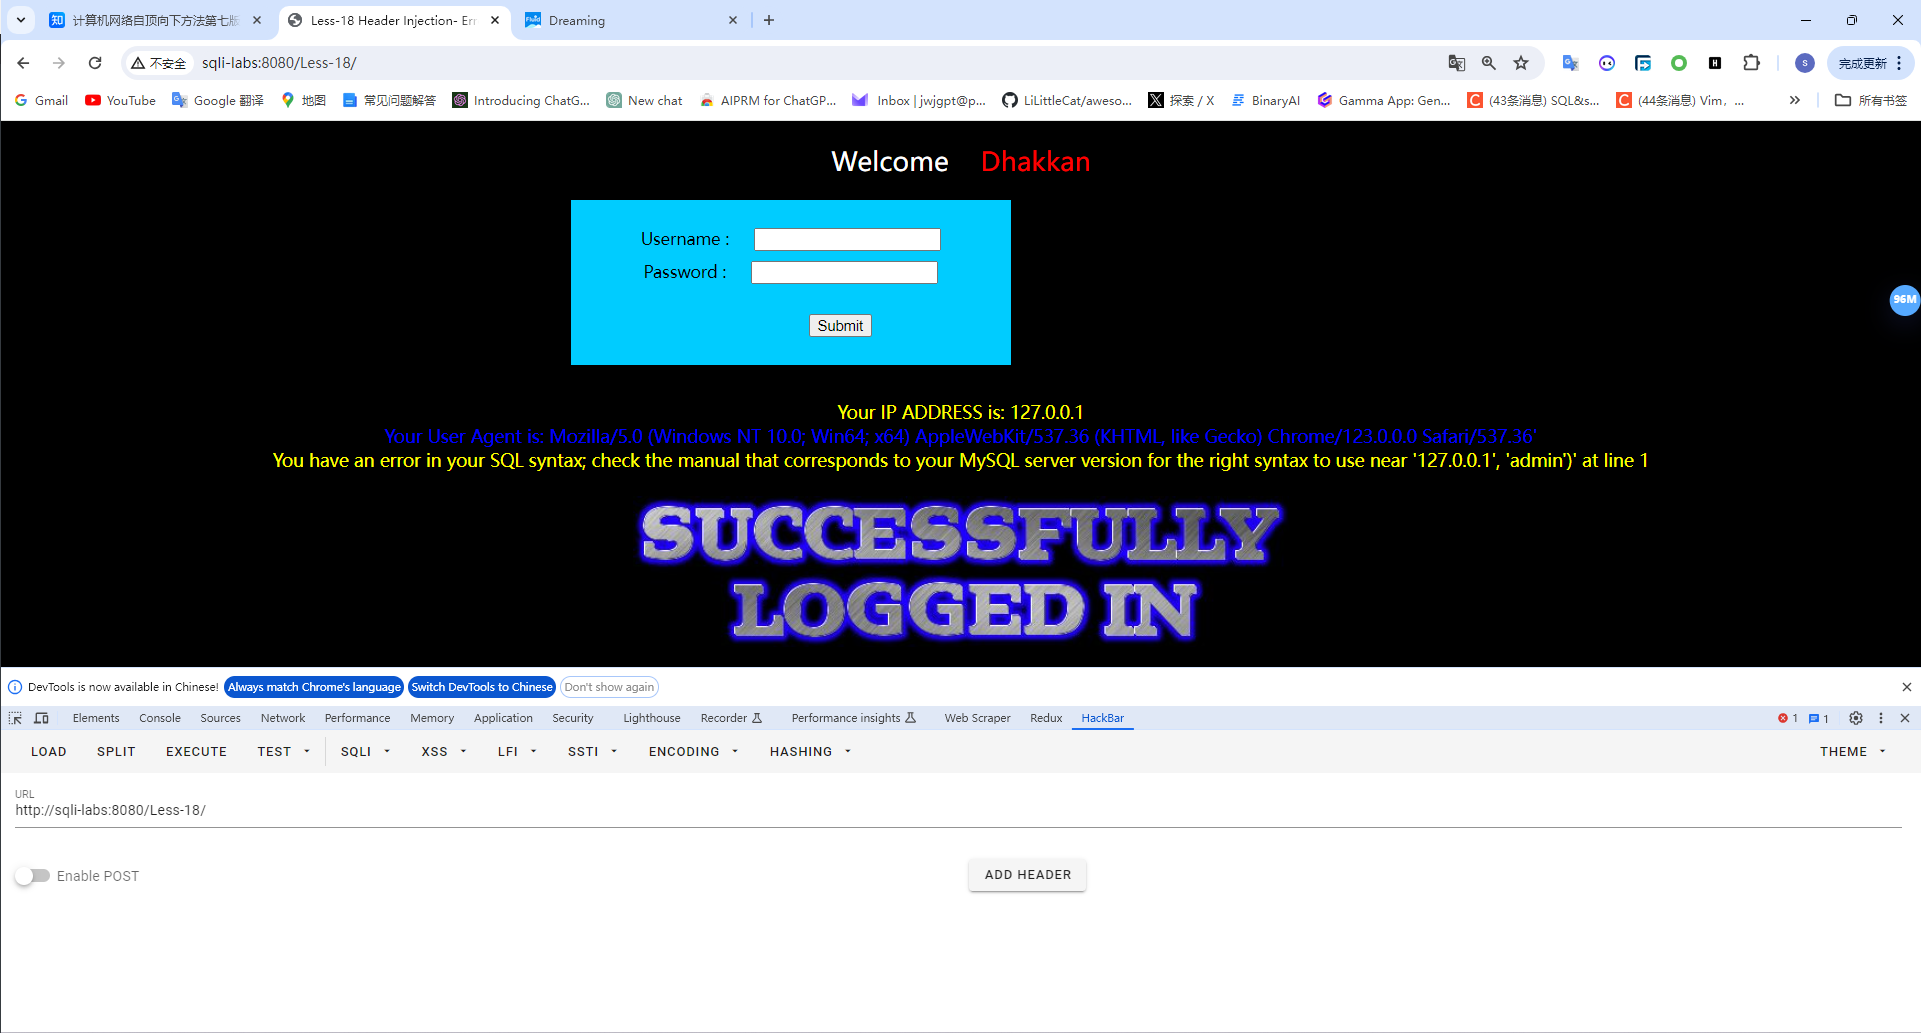 计算机网络自顶向下方法第七版
Less-18 Header Injection- Err
Dreaming
不安全
sqli-labs:8080/Less-18/
完成更新
Gmail
YouTube
Google 翻译
地图
常见问题解答
Introducing ChatG...
New chat
AIPRM for ChatGP...
Inbox | jwjgpt@p...
LiLittleCat/aweso...
探索 / X
BinaryAI
Gamma App: Gen...
(43条消息) SQL&s...
(44条消息) Vim，...
所有书签
Welcome Dhakkan
Username :
Password :
Submit
96M
Your IP ADDRESS is: 127.0.0.1
Your User Agent is: Mozilla/5.0 (Windows NT 10.0; Win64; x64) AppleWebKit/537.36 (KHTML, like Gecko) Chrome/123.0.0.0 Safari/537.36'
You have an error in your SQL syntax; check the manual that corresponds to your MySQL server version for the right syntax to use near '127.0.0.1', 'admin')' at line 1
SUCCESSFULLY
LOGGED IN
DevTools is now available in Chinese! Always match Chrome's language Switch DevTools to Chinese Don't show again
Elements Console Sources Network Performance Memory Application Security Lighthouse Recorder Performance insights Web Scraper Redux HackBar 1 1
LOAD SPLIT EXECUTE TEST SQLI XSS LFI SSTI ENCODING HASHING THEME
URL
http://sqli-labs:8080/Less-18/
Enable POST
ADD HEADER